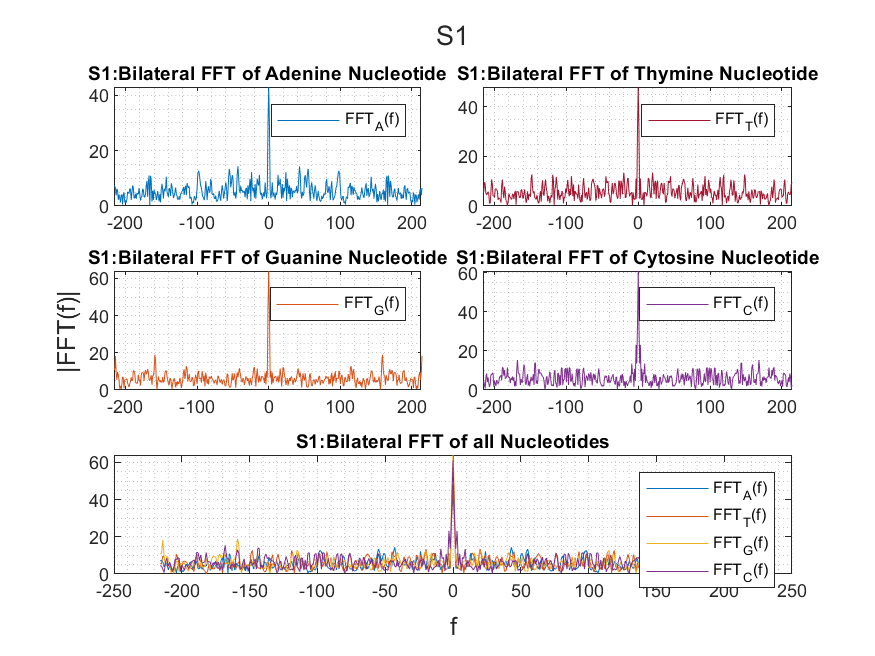 S1
S1:Bilateral FFT of Adenine Nucleotide
40
20
0
-200 -100 0 100 200
FFT_A(f)
S1:Bilateral FFT of Thymine Nucleotide
40
20
0
-200 -100 0 100 200
FFT_T(f)
S1:Bilateral FFT of Guanine Nucleotide
60
40
20
0
-200 -100 0 100 200
FFT_G(f)
S1:Bilateral FFT of Cytosine Nucleotide
60
40
20
0
-200 -100 0 100 200
FFT_C(f)
|FFT(f)|
S1:Bilateral FFT of all Nucleotides
60
40
20
0
-250 -200 -150 -100 -50 0 50 100 150 200 250
FFT_A(f)
FFT_T(f)
FFT_G(f)
FFT_C(f)
f